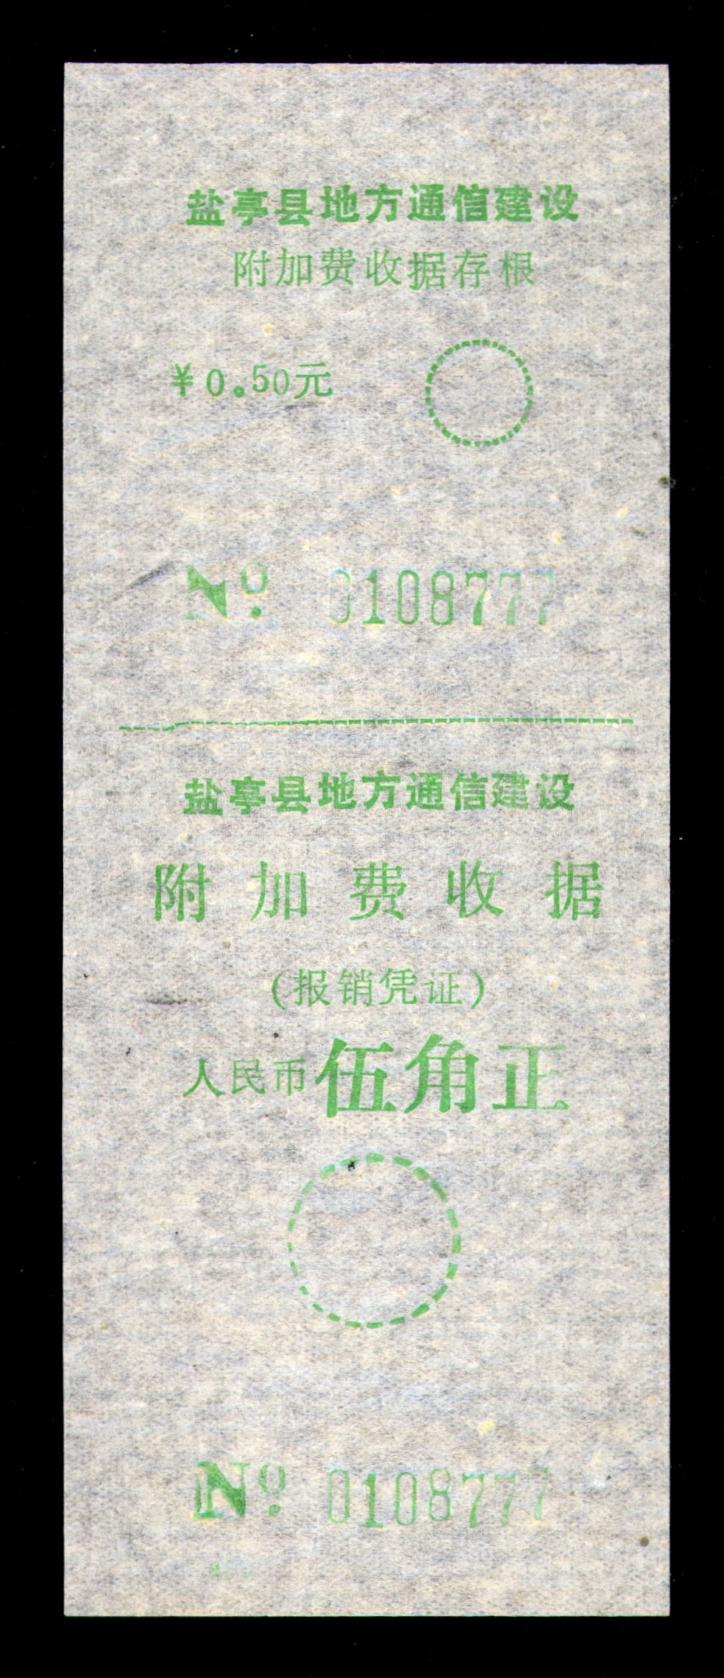 盐亭县地方通信建设
附加费收据存根
¥0.50元
№ 0108777
盐亭县地方通信建设
附加费收据
(报销凭证)
人民币伍角正
№ 0108777